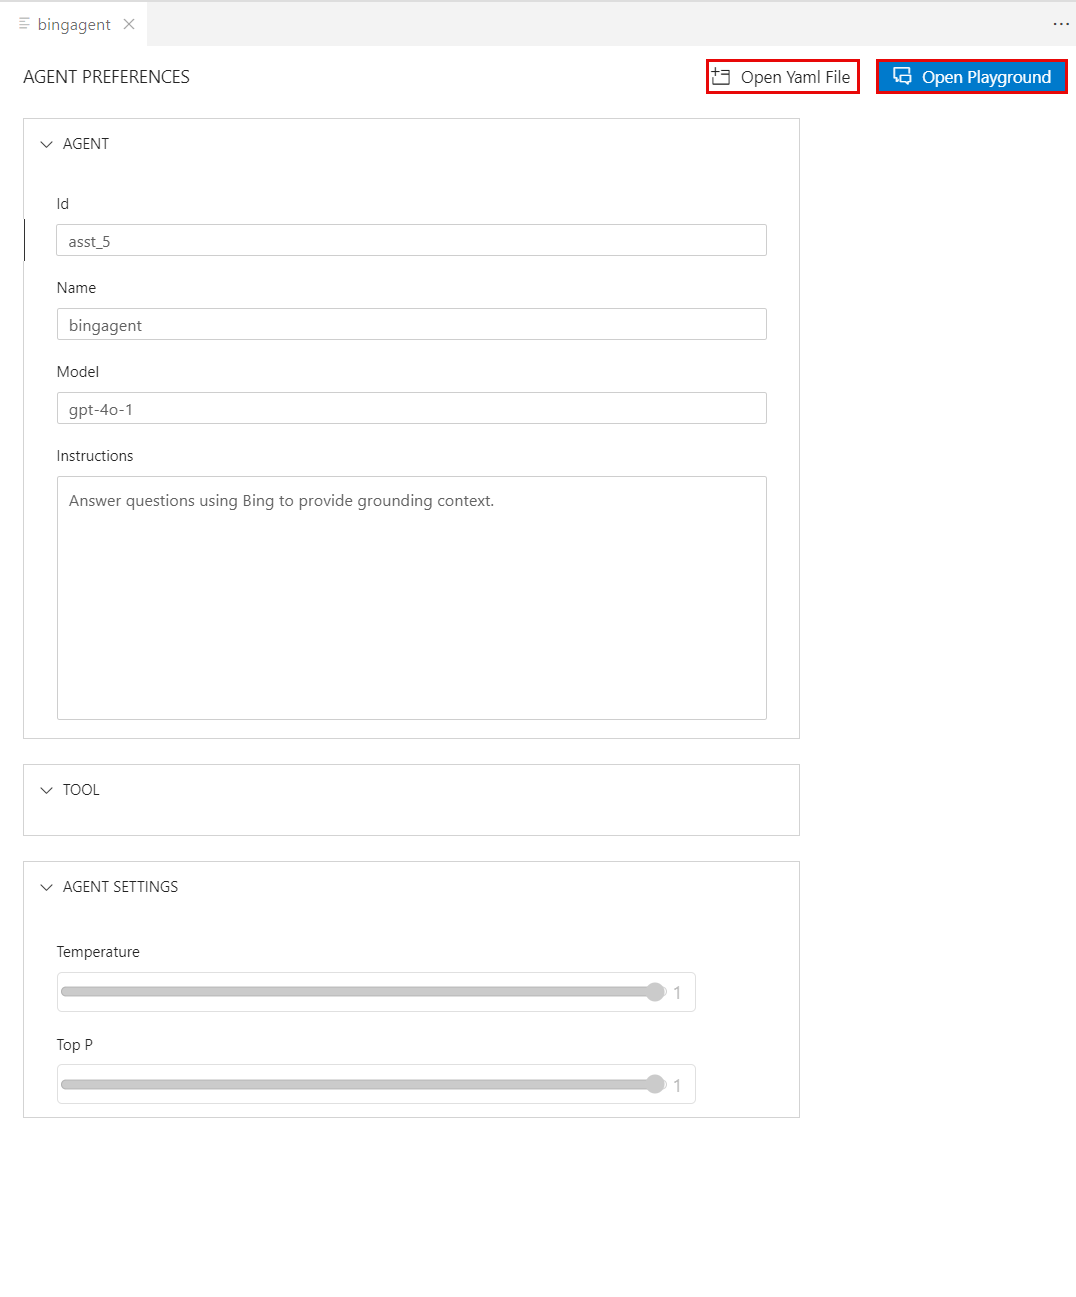 bingagent
AGENT PREFERENCES
Open Yaml File
Open Playground
AGENT
Id
asst_5
Name
bingagent
Model
gpt-4o-1
Instructions
Answer questions using Bing to provide grounding context.
TOOL
AGENT SETTINGS
Temperature
1
Top P
1